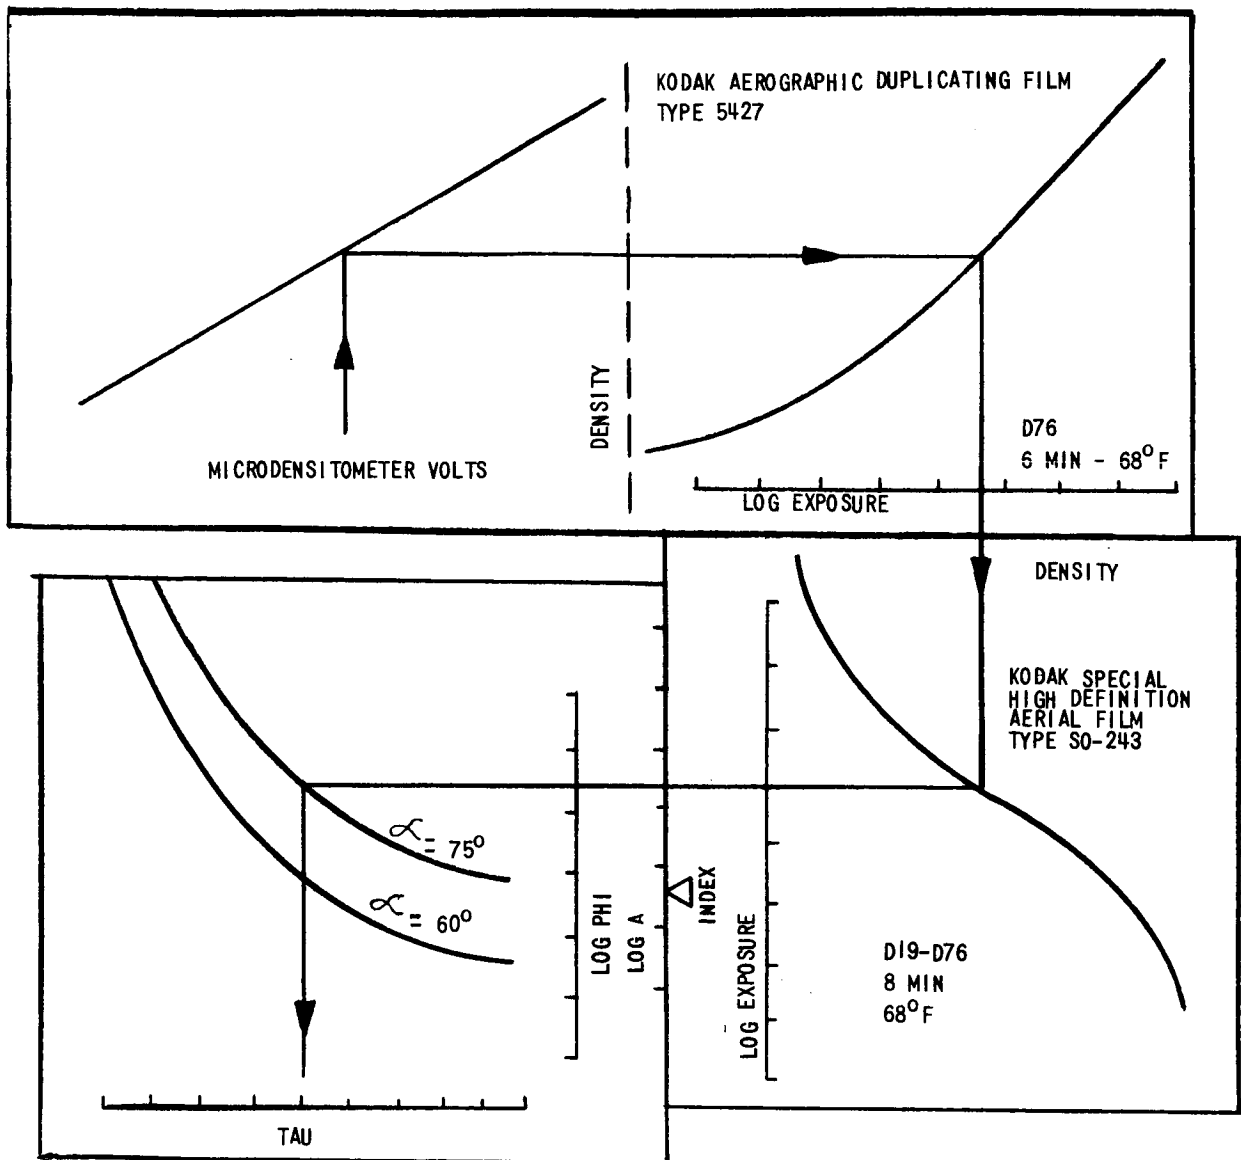 KODAK AEROGRAPHIC DUPLICATING FILM
TYPE 5427
DENSITY
MICRODENSITOMETER VOLTS
D76
6 MIN - 68°F
LOG EXPOSURE
DENSITY
KODAK SPECIAL
HIGH DEFINITION
AERIAL FILM
TYPE SO-243
∝ = 75°
∝ = 60°
LOG PHI
LOG A
INDEX
LOG EXPOSURE
D19-D76
8 MIN
68°F
TAU